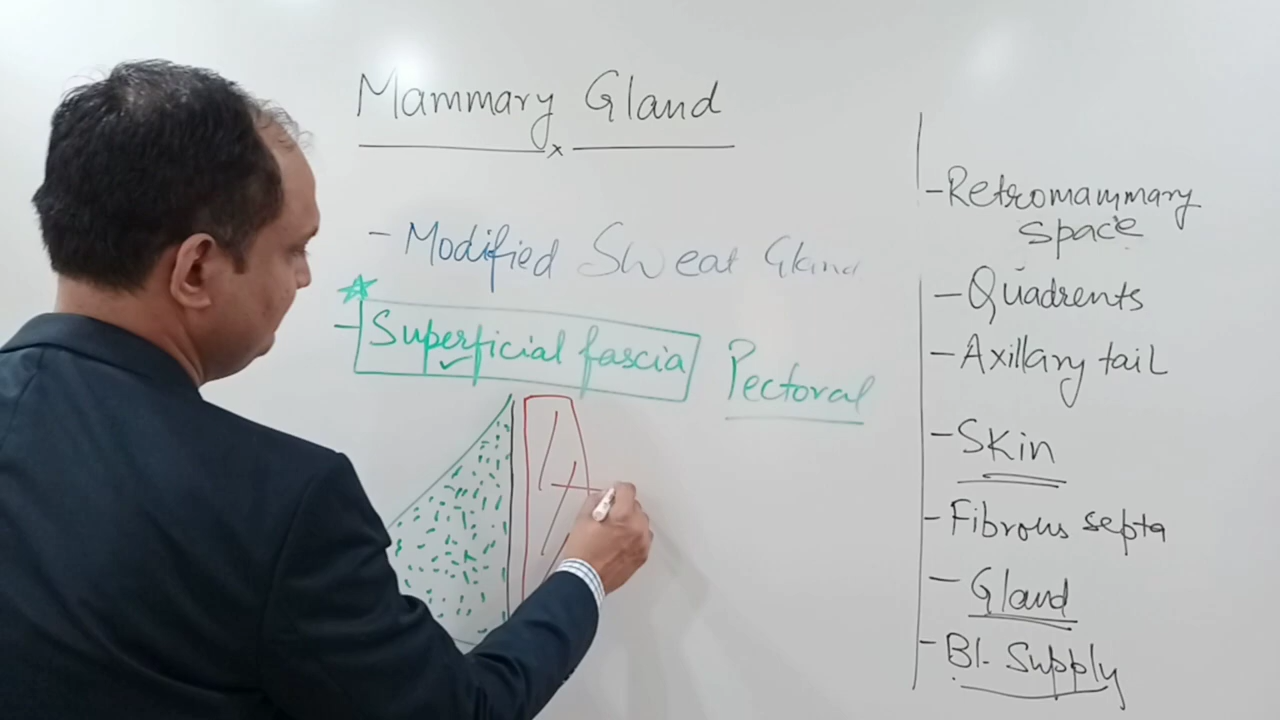 Mammary Gland
- Modified Sweat Gland
- Superficial fascia
Pectoral
- Retromammary
space
- Quadrents
- Axillary tail
- Skin
- Fibrous septa
- Gland
- Bl. Supply